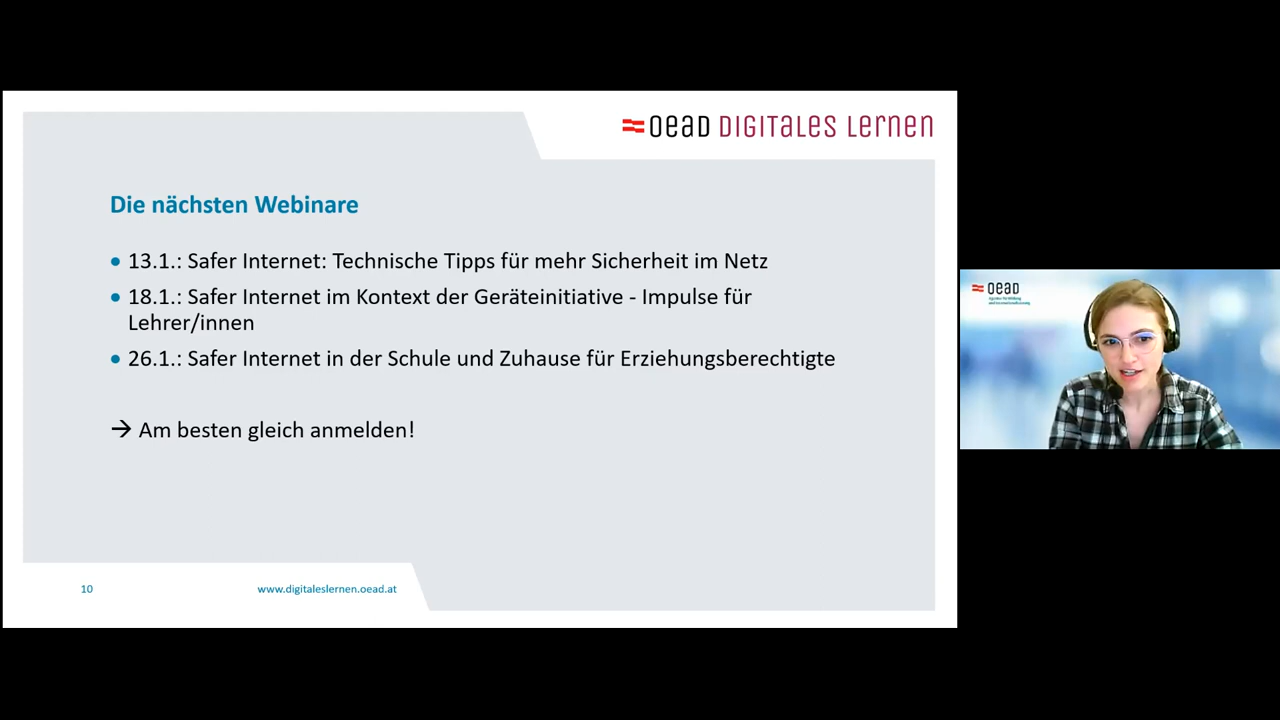 oead DIGITALES LERNEN
Die nächsten Webinare
• 13.1.: Safer Internet: Technische Tipps für mehr Sicherheit im Netz
• 18.1.: Safer Internet im Kontext der Geräteinitiative - Impulse für
Lehrer/innen
• 26.1.: Safer Internet in der Schule und Zuhause für Erziehungsberechtigte
→ Am besten gleich anmelden!
10
www.digitaleslernen.oead.at
oead